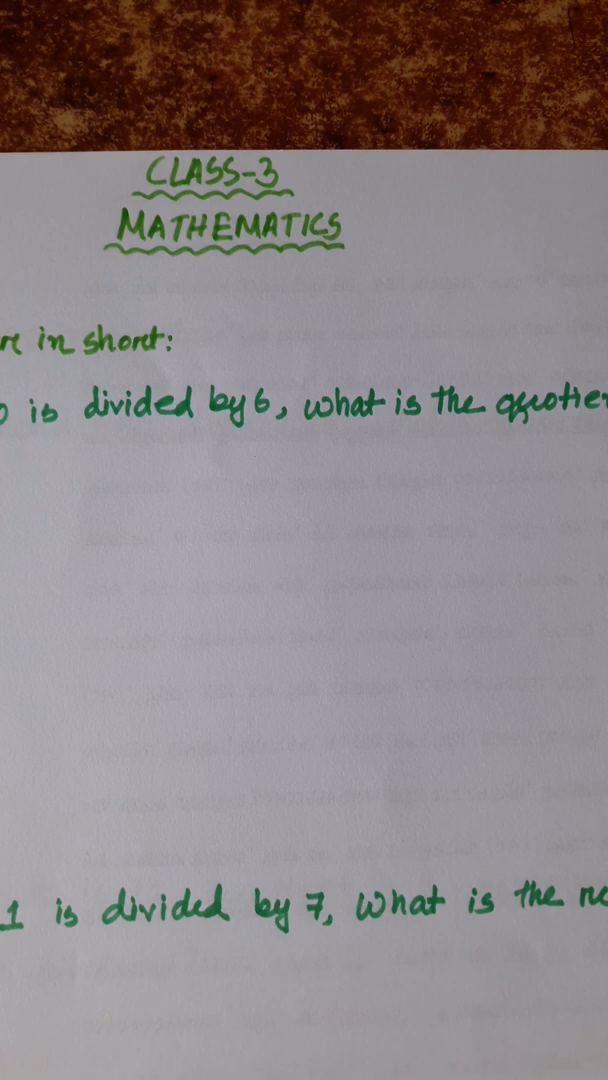 CLASS-3
MATHEMATICS
in short:
is divided by 6, what is the
1 is divided by 7, What is the